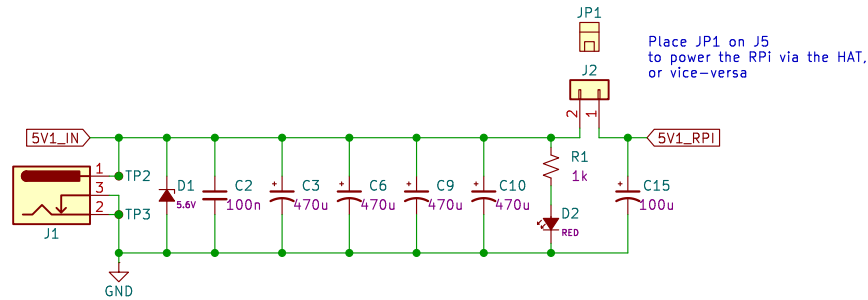 JP1
Place JP1 on J5
to power the RPi via the HAT,
or vice-versa
J2
2
1
5V1_IN
5V1_RPI
1
3
2
TP2
TP3
J1
D1
5.6V
C2
100n
C3
470u
C6
470u
C9
470u
C10
470u
R1
1k
D2
RED
C15
100u
GND